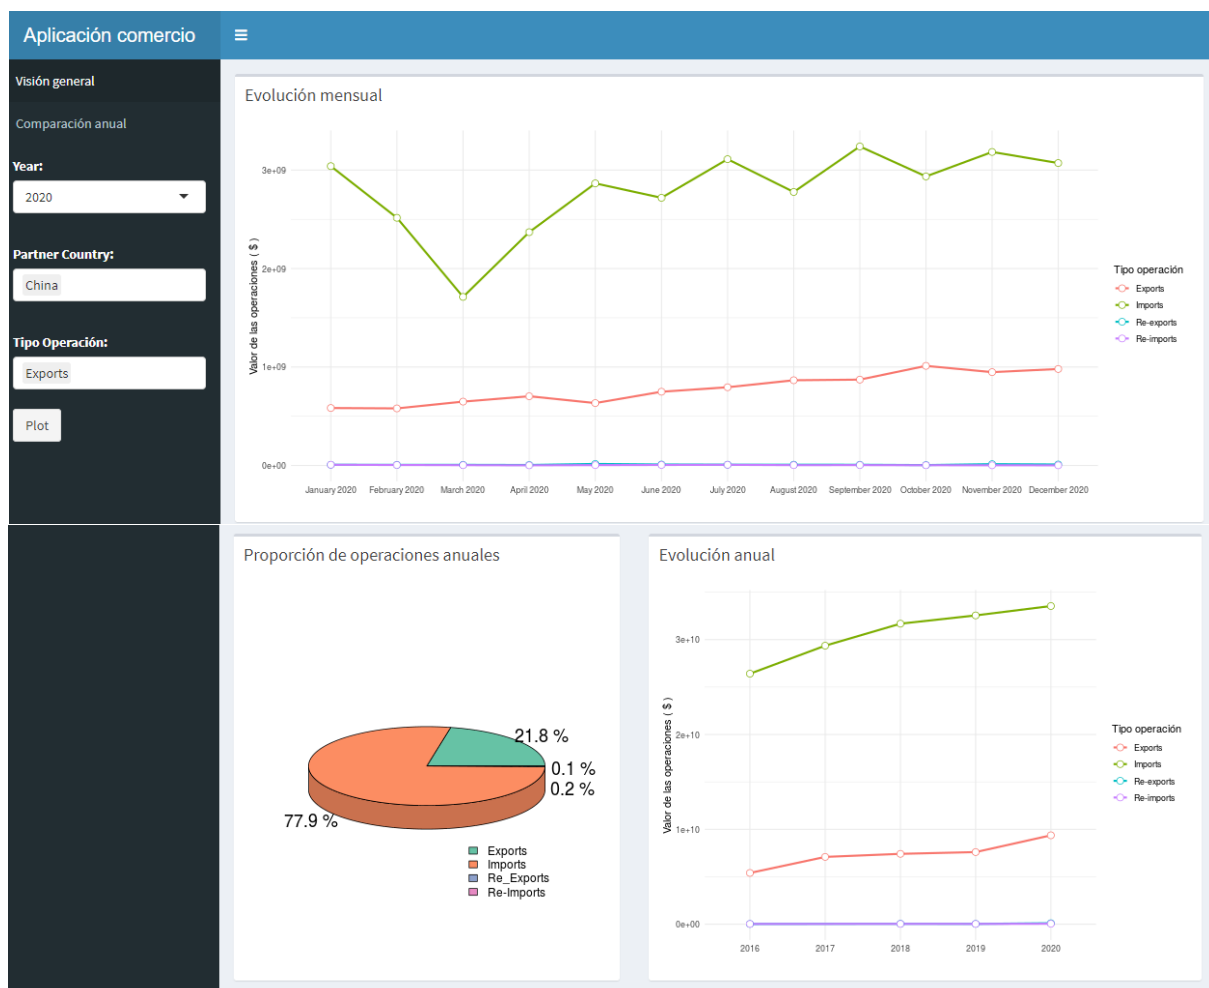 Aplicación comercio
Visión general
Comparación anual
Year:
2020
Partner Country:
China
Tipo Operación:
Exports
Plot
Evolución mensual
Valor de las operaciones ( $ )
3e+09
2e+09
1e+09
0e+00
January 2020 February 2020 March 2020 April 2020 May 2020 June 2020 July 2020 August 2020 September 2020 October 2020 November 2020 December 2020
Tipo operación
Exports
Imports
Re-exports
Re-imports
Proporción de operaciones anuales
21.8 %
0.1 %
0.2 %
77.9 %
Exports
Imports
Re_Exports
Re-Imports
Evolución anual
Valor de las operaciones ( $ )
3e+10
2e+10
1e+10
0e+00
2016 2017 2018 2019 2020
Tipo operación
Exports
Imports
Re-exports
Re-imports